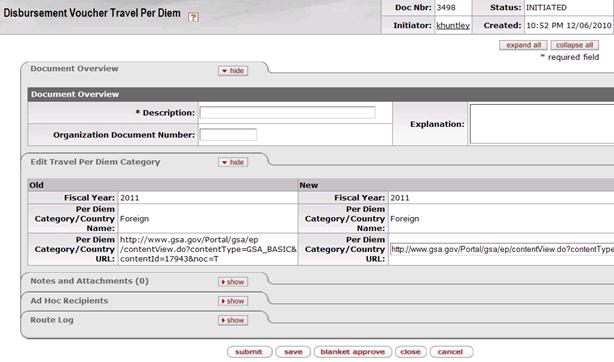 Disbursement Voucher Travel Per Diem ?
Doc Nbr: 3498 Status: INITIATED
Initiator: khuntley Created: 10:52 PM 12/06/2010
expand all collapse all
* required field
Document Overview hide
Document Overview
* Description: Explanation:
Organization Document Number:
Edit Travel Per Diem Category hide
Old New
Fiscal Year: 2011 Fiscal Year: 2011
Per Diem Category/Country Name: Foreign Per Diem Category/Country Name: Foreign
Per Diem Category/Country URL: http://www.gsa.gov/Portal/gsa/ep
/contentView.do?contentType=GSA_BASIC&
contentId=17943&noc=T
Per Diem Category/Country URL: http://www.gsa.gov/Portal/gsa/ep/contentView.do?contentType
Notes and Attachments (0) show
Ad Hoc Recipients show
Route Log show
submit save blanket approve close cancel